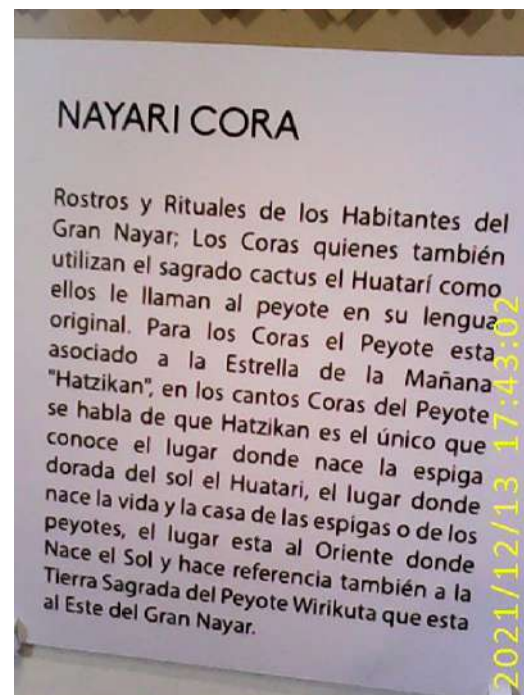 NAYARI CORA
Rostros y Rituales de los Habitantes del
Gran Nayar; Los Coras quienes también
utilizan el sagrado cactus el Huatarí como
ellos le llaman al peyote en su lengua
original. Para los Coras el Peyote esta
asociado a la Estrella de la Mañana
"Hatzikan", en los cantos Coras del Peyote
se habla de que Hatzikan es el único que
conoce el lugar donde nace la espiga
dorada del sol el Huatari, el lugar donde
nace la vida y la casa de las espigas o de los
peyotes, el lugar esta al Oriente donde
Nace el Sol y hace referencia también a la
Tierra Sagrada del Peyote Wirikuta que esta
al Este del Gran Nayar.
2021/12/13 17:43:02